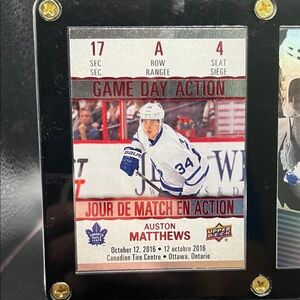 17 A 4
SEC. ROW SEAT
SEC. RANGÉE SIÈGE
GAME DAY ACTION
34
JOUR DE MATCH EN ACTION
AUSTON
MATTHEWS
UPPER DECK
October 12, 2016 • 12 octobre 2016
Canadian Tire Centre • Ottawa, Ontario